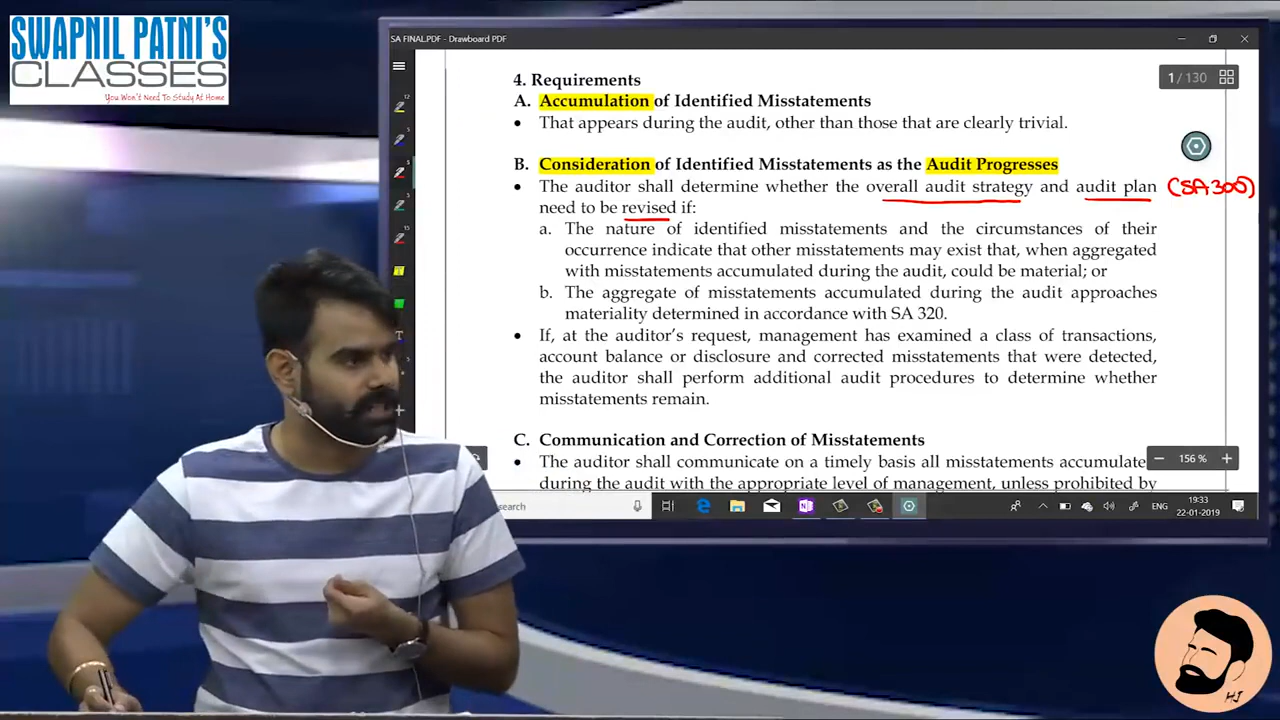 SWAPNIL PATNI'S
CLASSES
You Won't Need To Study At Home
SA FINAL.PDF - Drawboard PDF
1 / 130
4. Requirements
A. Accumulation of Identified Misstatements
• That appears during the audit, other than those that are clearly trivial.
B. Consideration of Identified Misstatements as the Audit Progresses
• The auditor shall determine whether the overall audit strategy and audit plan (SA 300)
need to be revised if:
a. The nature of identified misstatements and the circumstances of their
occurrence indicate that other misstatements may exist that, when aggregated
with misstatements accumulated during the audit, could be material; or
b. The aggregate of misstatements accumulated during the audit approaches
materiality determined in accordance with SA 320.
• If, at the auditor's request, management has examined a class of transactions,
account balance or disclosure and corrected misstatements that were detected,
the auditor shall perform additional audit procedures to determine whether
misstatements remain.
C. Communication and Correction of Misstatements
• The auditor shall communicate on a timely basis all misstatements accumulate
during the audit with the appropriate level of management, unless prohibited by
156 %
search
ENG
19:33
22-01-2019
HJ